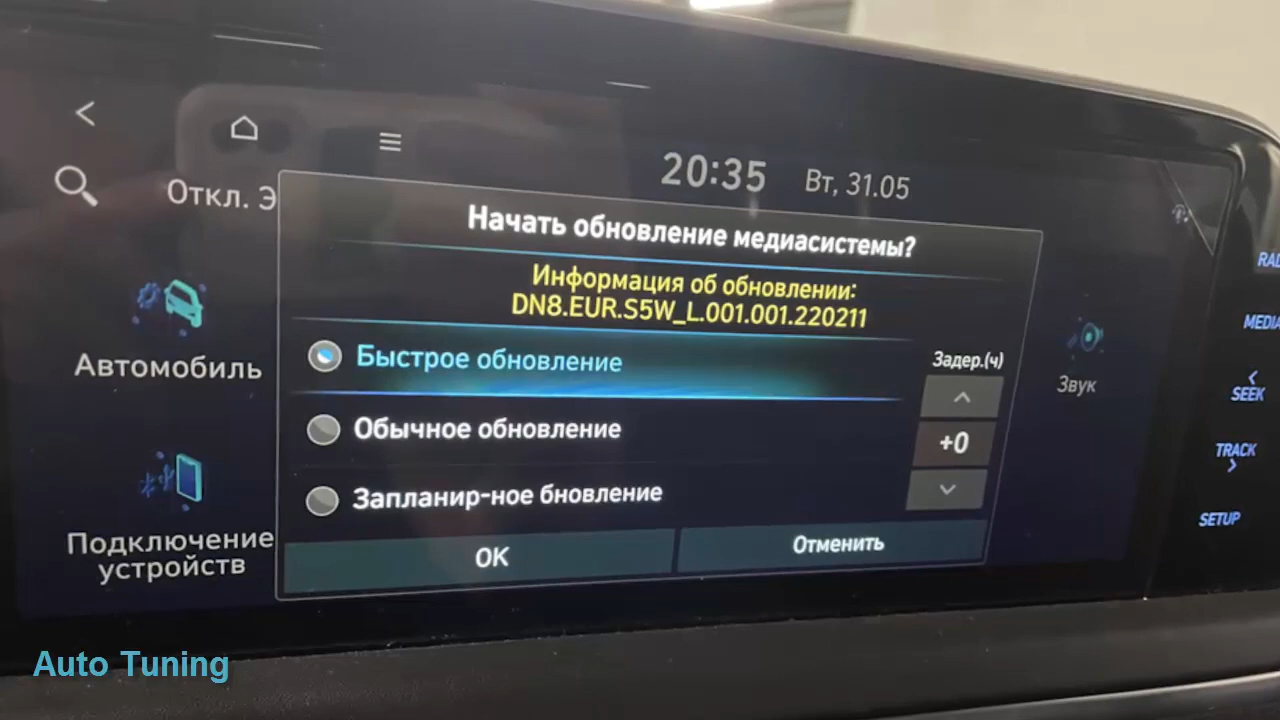 20:35 Вт, 31.05
Откл. Э
Начать обновление медиасистемы?
Информация об обновлении:
DN8.EUR.S5W_L.001.001.220211
Автомобиль
Быстрое обновление
Обычное обновление
Запланир-ное бновление
Задер.(ч)
+0
OK
Отменить
Подключение
устройств
Звук
RAD
MEDIA
SEEK
TRACK
SETUP
Auto Tuning